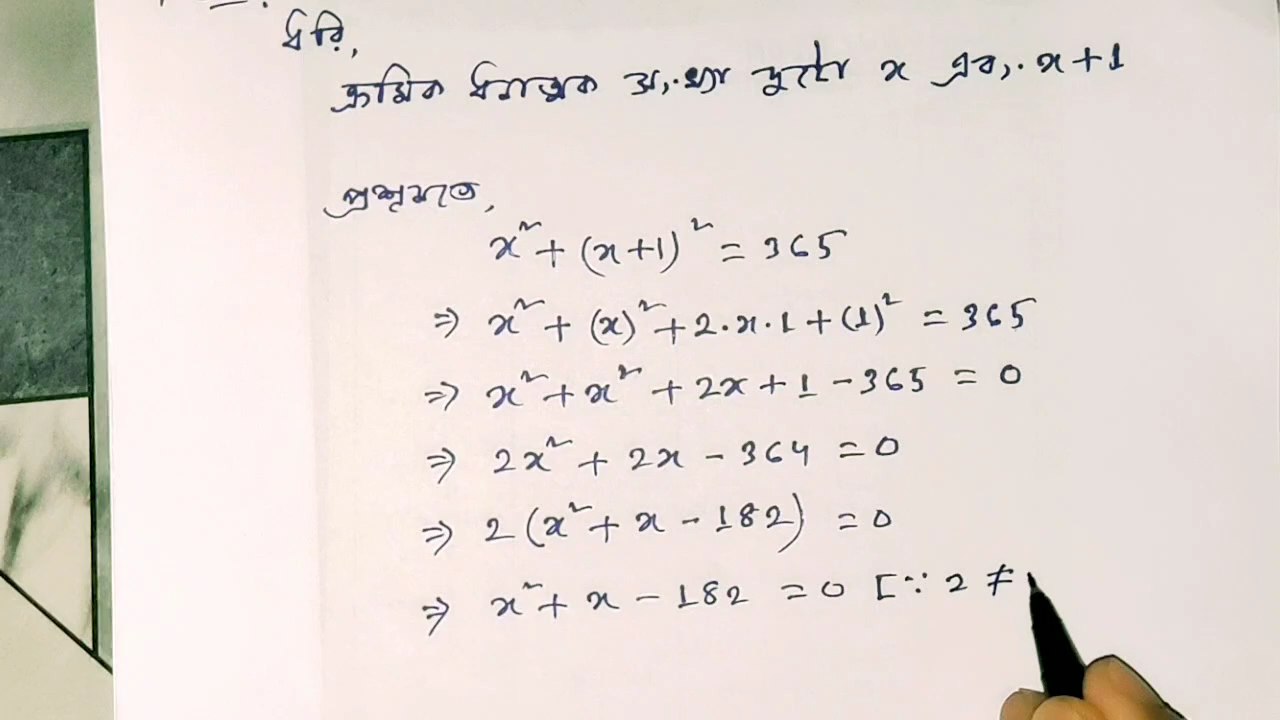 ধরি,
ক্রমিক ধনাত্মক সংখ্যা দুটো x এবং x+1
প্রশ্নমতে,
x² + (x+1)² = 365
⇒ x² + (x)² + 2·x·1 + (1)² = 365
⇒ x² + x² + 2x + 1 - 365 = 0
⇒ 2x² + 2x - 364 = 0
⇒ 2(x² + x - 182) = 0
⇒ x² + x - 182 = 0 [∵ 2 ≠